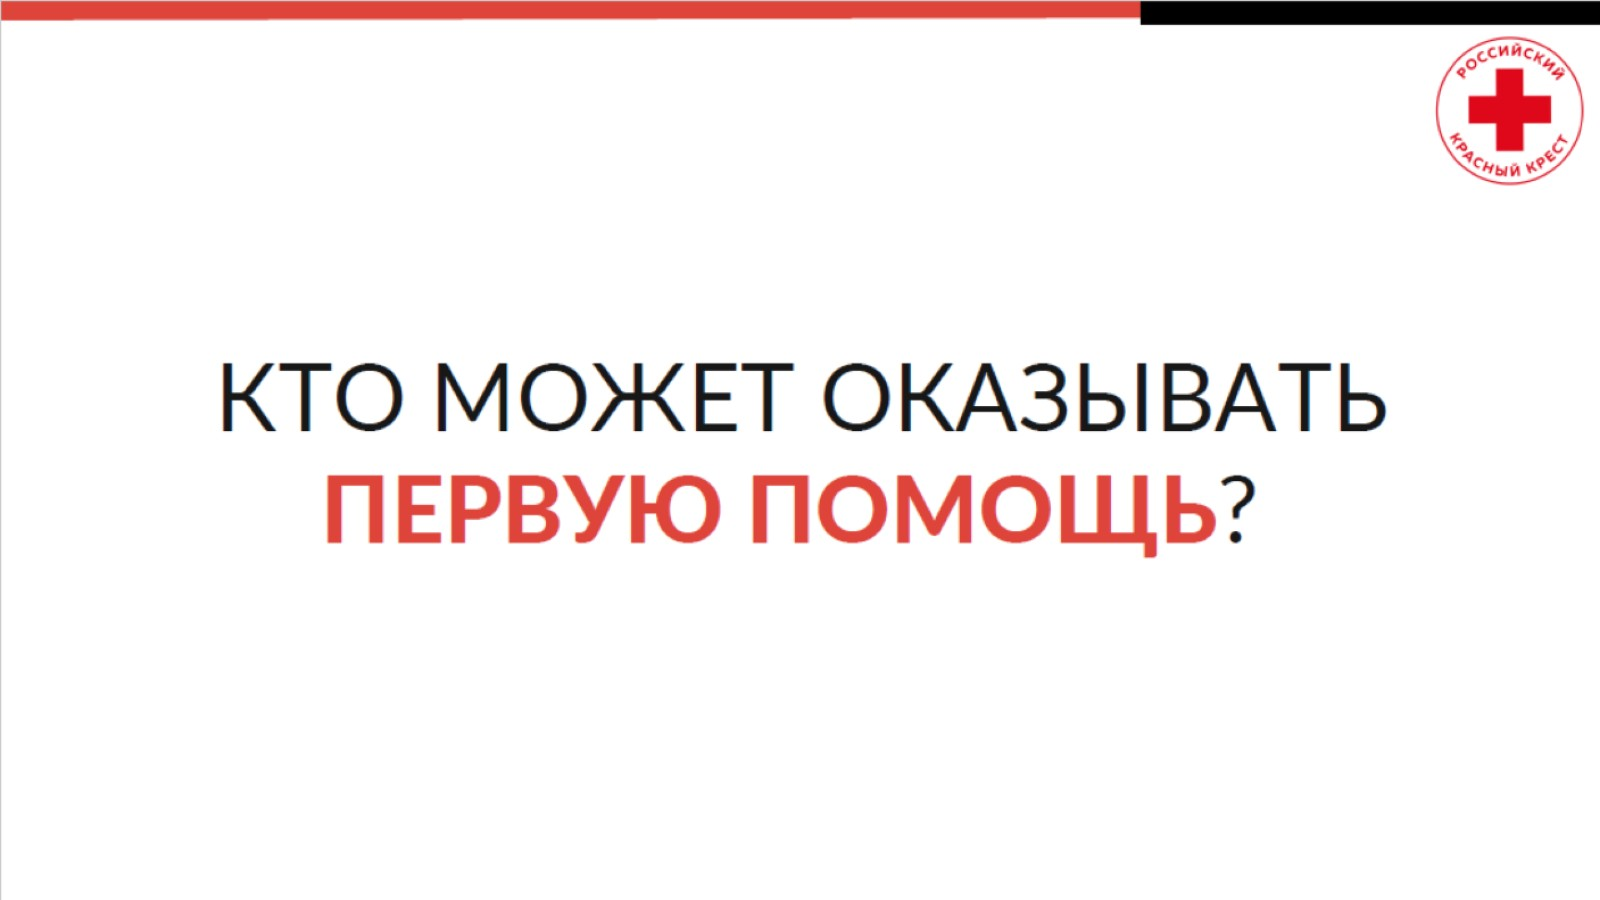 РОССИЙСКИЙ
КРАСНЫЙ КРЕСТ
КТО МОЖЕТ ОКАЗЫВАТЬ
ПЕРВУЮ ПОМОЩЬ?